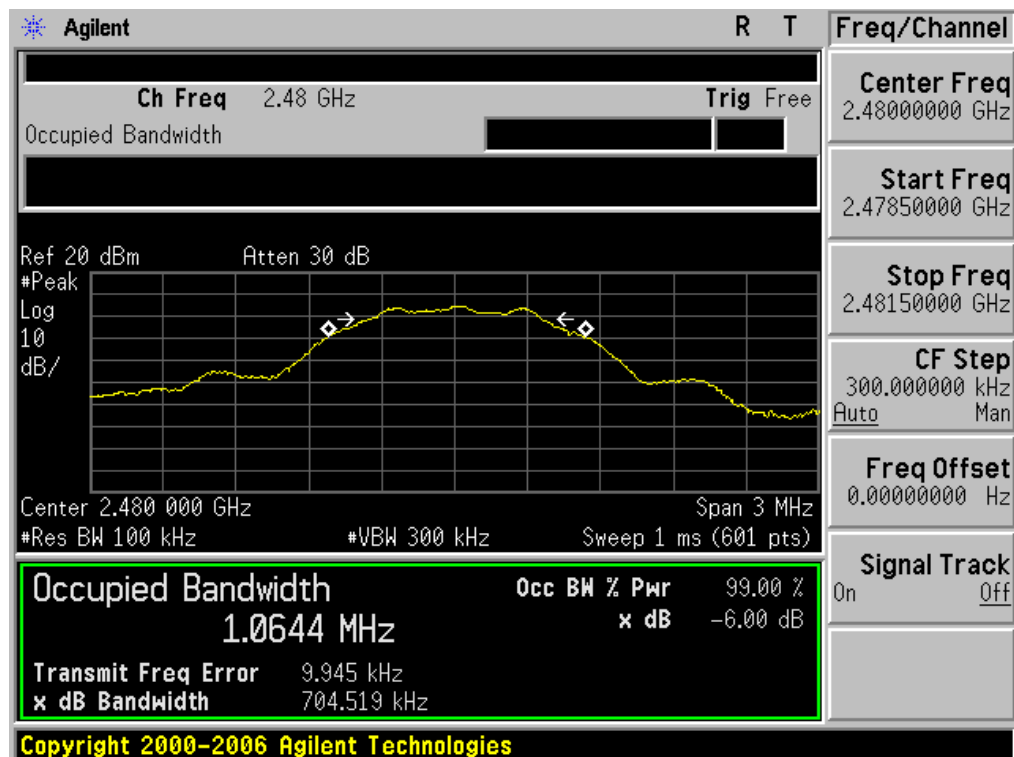 Agilent R T
Ch Freq 2.48 GHz Trig Free
Occupied Bandwidth
Ref 20 dBm Atten 30 dB
#Peak
Log
10
dB/
Center 2.480 000 GHz Span 3 MHz
#Res BW 100 kHz #VBW 300 kHz Sweep 1 ms (601 pts)
Occupied Bandwidth Occ BW % Pwr 99.00 %
1.0644 MHz x dB -6.00 dB
Transmit Freq Error 9.945 kHz
x dB Bandwidth 704.519 kHz
Copyright 2000-2006 Agilent Technologies
Freq/Channel
Center Freq
2.48000000 GHz
Start Freq
2.47850000 GHz
Stop Freq
2.48150000 GHz
CF Step
300.000000 kHz
Auto Man
Freq Offset
0.00000000 Hz
Signal Track
On Off